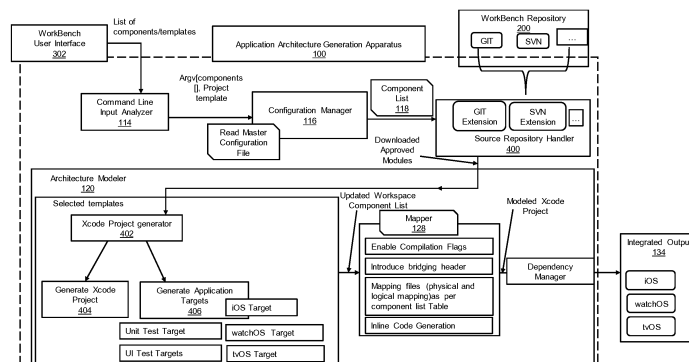 List of
components/templates
WorkBench
User Interface
302
Application Architecture Generation Apparatus
100
WorkBench Repository
200
GIT
SVN
...
Command Line
Input Analyzer
114
Argv[components
[], Project
template
Configuration Manager
116
Read Master
Configuration
File
Component
List
118
GIT
Extension
SVN
Extension
...
Source Repository Handler
400
Downloaded
Approved
Modules
Architecture Modeler
120
Selected templates
Xcode Project generator
402
Generate Xcode
Project
404
Generate Application
Targets
406
iOS Target
Unit Test Target
watchOS Target
UI Test Targets
tvOS Target
Updated Workspace
Component List
Mapper
128
Enable Compilation Flags
Introduce bridging header
Mapping files (physical and
logical mapping)as per
component list Table
Inline Code Generation
Modeled Xcode
Project
Dependency
Manager
Integrated Output
134
iOS
watchOS
tvOS